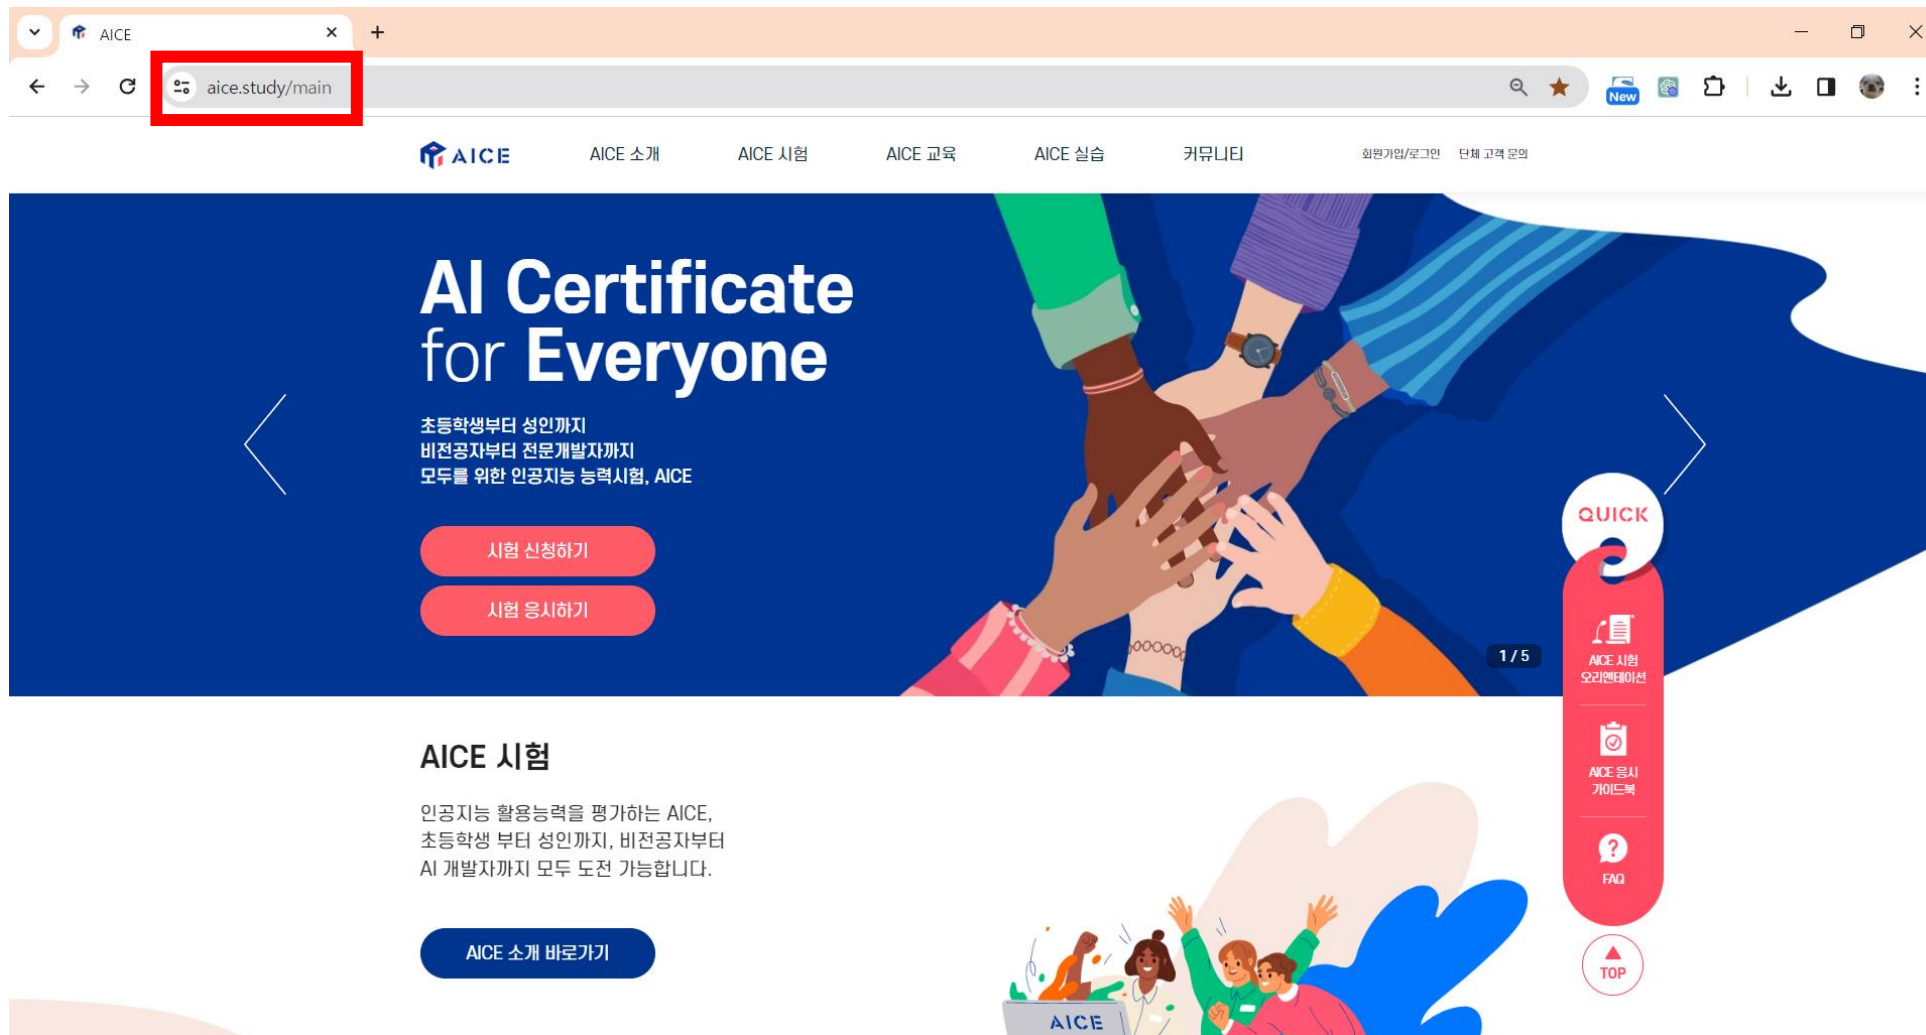 AICE
aice.study/main
New
AICE
AICE 소개
AICE 시험
AICE 교육
AICE 실습
커뮤니티
회원가입/로그인
단체 고객 문의
AI Certificate
for Everyone
초등학생부터 성인까지
비전공자부터 전문개발자까지
모두를 위한 인공지능 능력시험, AICE
시험 신청하기
시험 응시하기
1 / 5
QUICK
AICE 시험
오리엔테이션
AICE 응시
가이드북
FAQ
TOP
AICE 시험
인공지능 활용능력을 평가하는 AICE,
초등학생 부터 성인까지, 비전공자부터
AI 개발자까지 모두 도전 가능합니다.
AICE 소개 바로가기
AICE